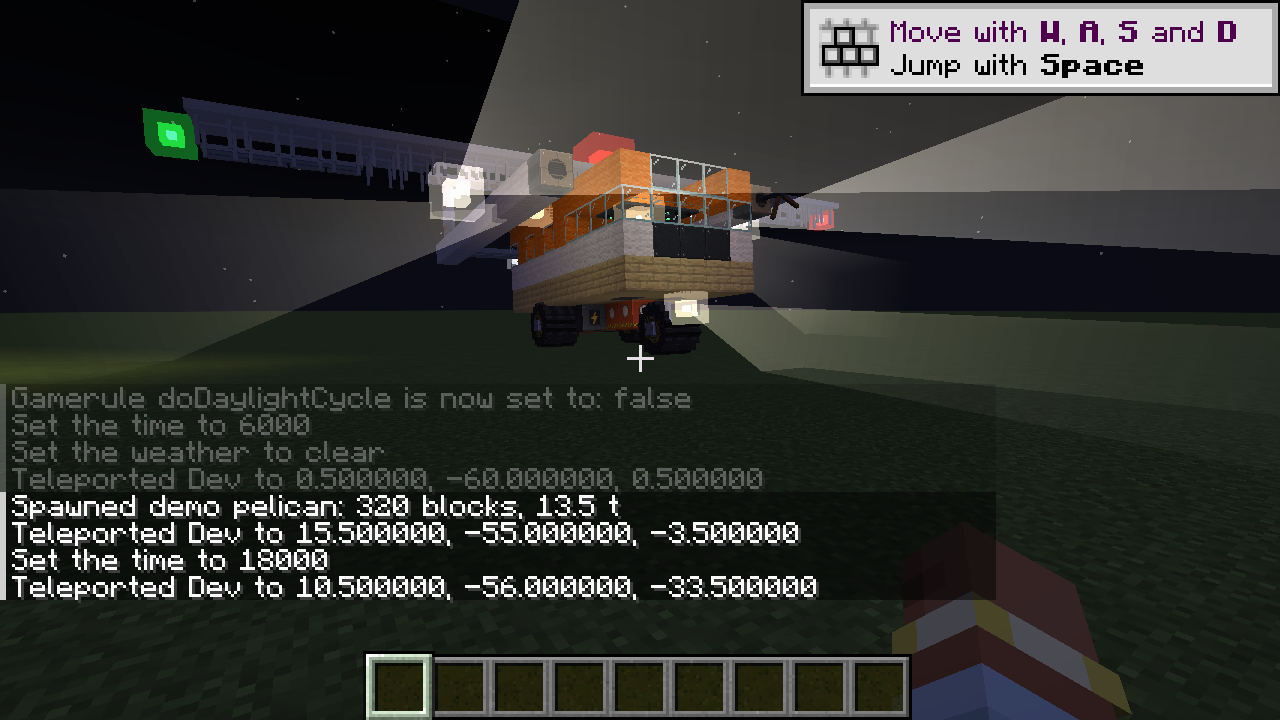 Move with W, A, S and D
Jump with Space
Gamerule doDaylightCycle is now set to: false
Set the time to 6000
Set the weather to clear
Teleported Dev to 0.500000, -60.000000, 0.500000
Spawned demo pelican: 320 blocks, 13.5 t
Teleported Dev to 15.500000, -55.000000, -3.500000
Set the time to 18000
Teleported Dev to 10.500000, -56.000000, -33.500000